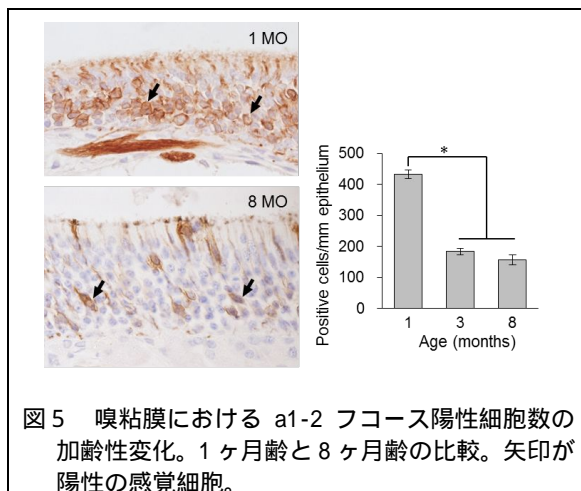 1 MO
8 MO
*
500
400
300
200
100
0
Positive cells/mm epithelium
1 3 8
Age (months)
図5 嗅粘膜における a1-2 フコース陽性細胞数の
加齢性変化。1ヶ月齢と8ヶ月齢の比較。矢印が
陽性の感覚細胞。